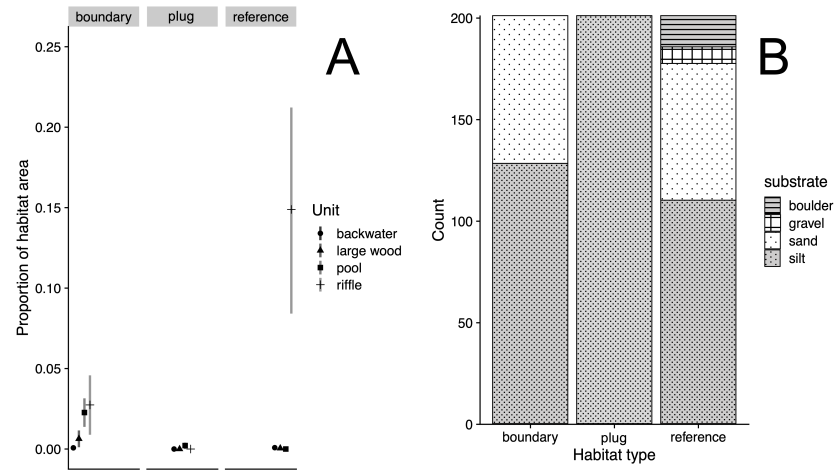 boundary plug reference
A
0.25
0.20
0.15
0.10
0.05
0.00
Proportion of habitat area
Unit
backwater
large wood
pool
riffle
B
200
150
100
50
0
Count
boundary plug reference
Habitat type
substrate
boulder
gravel
sand
silt